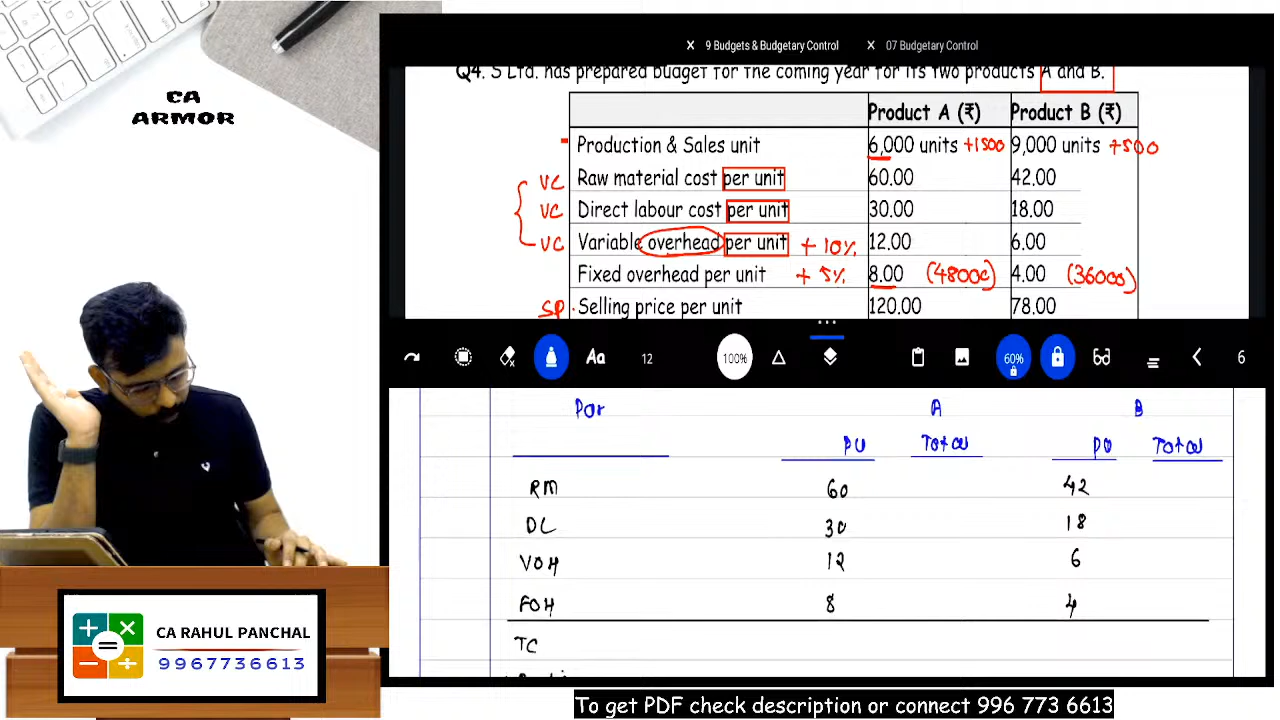 CA
ARMOR
× 9 Budgets & Budgetary Control × 07 Budgetary Control
Q4. S Ltd. has prepared budget for the coming year for its two products A and B.
Product A (₹) Product B (₹)
Production & Sales unit 6,000 units +1500 9,000 units +500
VC Raw material cost per unit 60.00 42.00
VC Direct labour cost per unit 30.00 18.00
VC Variable overhead per unit + 10% 12.00 6.00
Fixed overhead per unit + 5% 8.00 (48000) 4.00 (36000)
SP Selling price per unit 120.00 78.00
Aa 12 100% 60% 6
Par A B
PU Total PU Total
RM 60 42
DL 30 18
VOH 12 6
FOH 8 4
TC
CA RAHUL PANCHAL
9967736613
To get PDF check description or connect 996 773 6613